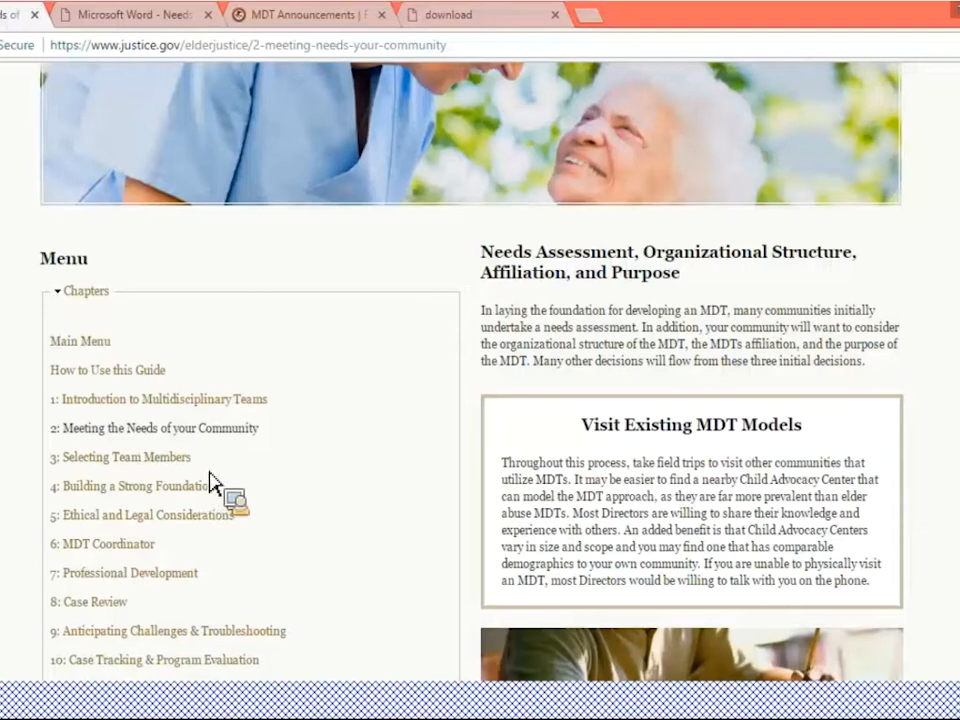 ds of
Microsoft Word - Need:
MDT Announcements | F
download
Secure
https://www.justice.gov/elderjustice/2-meeting-needs-your-community
Menu
Chapters
Main Menu
How to Use this Guide
1: Introduction to Multidisciplinary Teams
2: Meeting the Needs of your Community
3: Selecting Team Members
4: Building a Strong Foundatio
5: Ethical and Legal Considerations
6: MDT Coordinator
7: Professional Development
8: Case Review
9: Anticipating Challenges & Troubleshooting
10: Case Tracking & Program Evaluation
Needs Assessment, Organizational Structure,
Affiliation, and Purpose
In laying the foundation for developing an MDT, many communities initially
undertake a needs assessment. In addition, your community will want to consider
the organizational structure of the MDT, the MDTs affiliation, and the purpose of
the MDT. Many other decisions will flow from these three initial decisions.
Visit Existing MDT Models
Throughout this process, take field trips to visit other communities that
utilize MDTs. It may be easier to find a nearby Child Advocacy Center that
can model the MDT approach, as they are far more prevalent than elder
abuse MDTs. Most Directors are willing to share their knowledge and
experience with others. An added benefit is that Child Advocacy Centers
vary in size and scope and you may find one that has comparable
demographics to your own community. If you are unable to physically visit
an MDT, most Directors would be willing to talk with you on the phone.